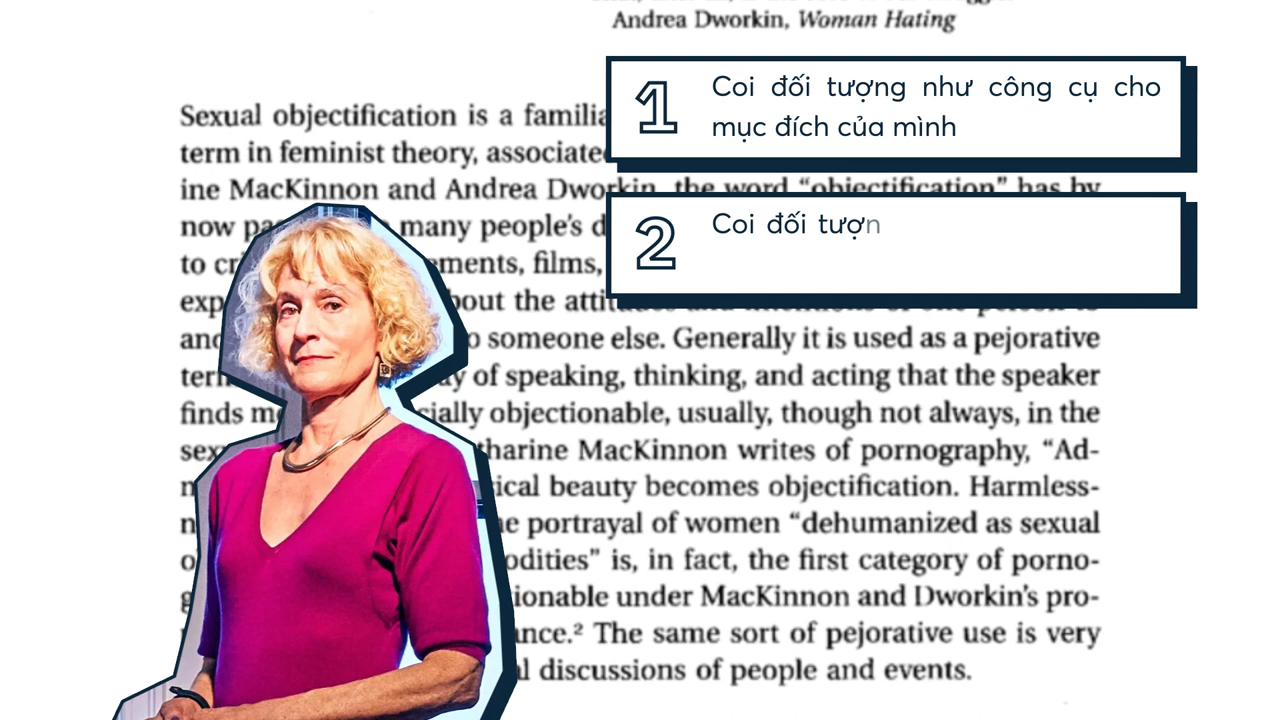 Andrea Dworkin, Woman Hating
1
Coi đối tượng như công cụ cho
mục đích của mình
2
Coi đối tượn
Sexual objectification is a familia
term in feminist theory, associated
ine MacKinnon and Andrea Dworkin, the word “objectification” has by
now pa many people’s d
to cr ements, films,
exp bout the atti
and o someone else. Generally it is used as a pejorative
term ay of speaking, thinking, and acting that the speaker
finds cially objectionable, usually, though not always, in the
sex tharine MacKinnon writes of pornography, “Ad-
ical beauty becomes objectification. Harmless-
e portrayal of women “dehumanized as sexual
odities” is, in fact, the first category of porno-
ionable under MacKinnon and Dworkin’s pro-
ance.² The same sort of pejorative use is very
l discussions of people and events.